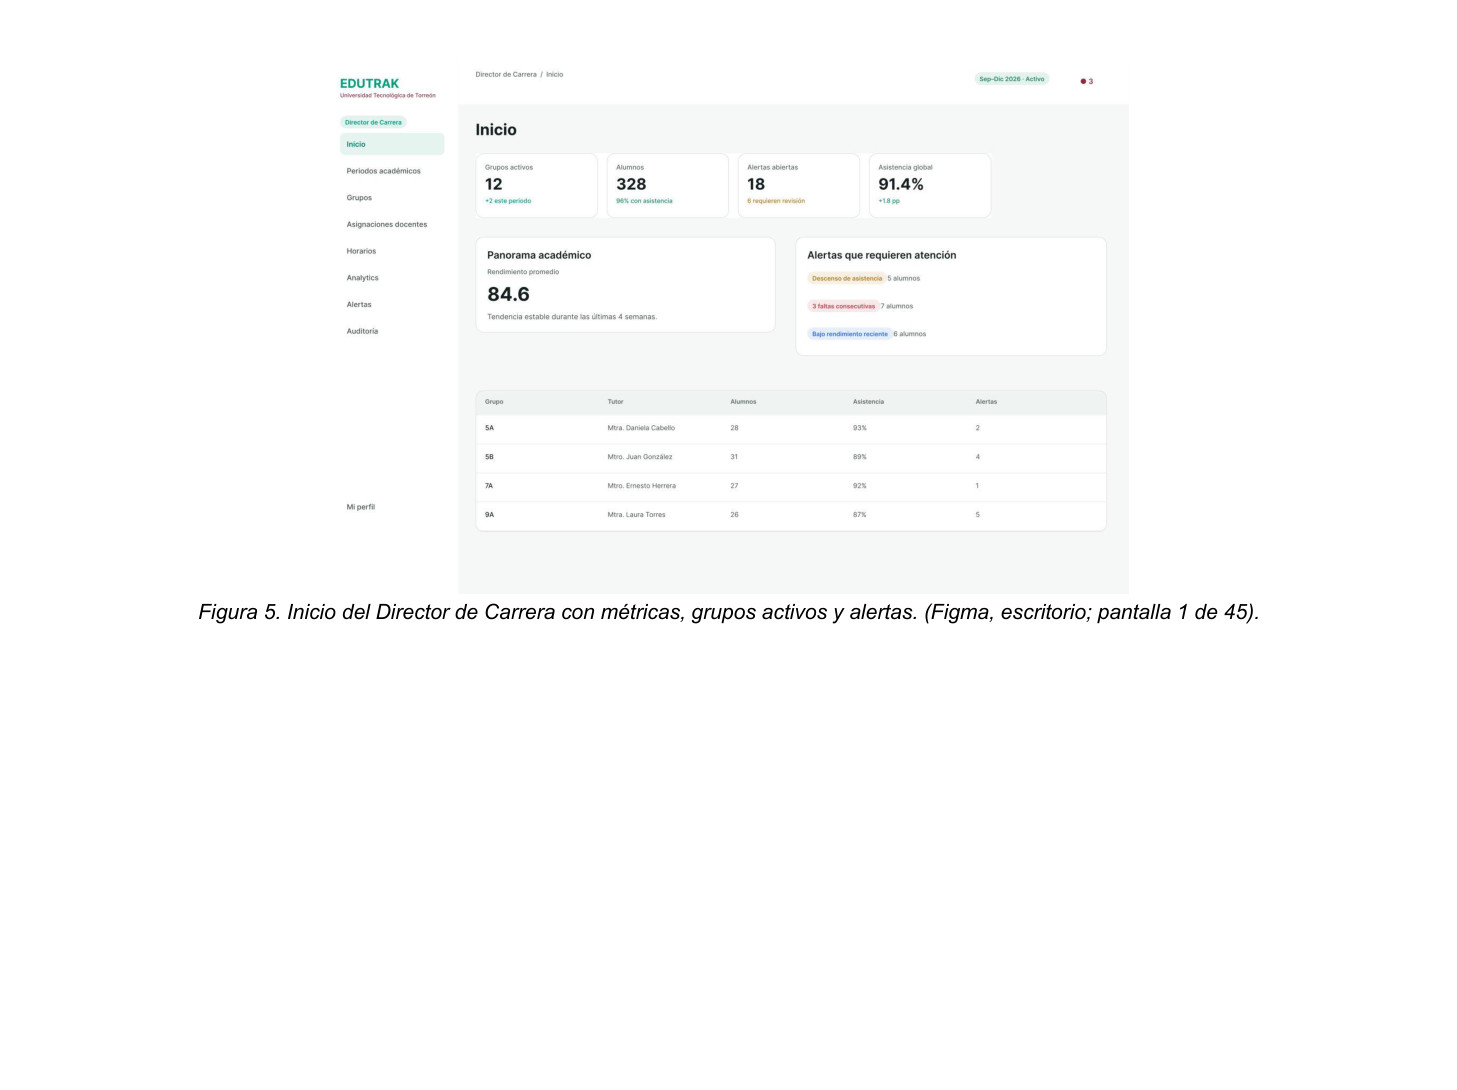 EDUTRAK
Universidad Tecnológica de Torreón
Director de Carrera
Inicio
Periodos académicos
Grupos
Asignaciones docentes
Horarios
Analytics
Alertas
Auditoría
Mi perfil
Director de Carrera / Inicio
Sep-Dic 2026 · Activo
3
Inicio
Grupos activos
12
+2 este periodo
Alumnos
328
96% con asistencia
Alertas abiertas
18
6 requieren revisión
Asistencia global
91.4%
+1.8 pp
Panorama académico
Rendimiento promedio
84.6
Tendencia estable durante las últimas 4 semanas.
Alertas que requieren atención
Descenso de asistencia 5 alumnos
3 faltas consecutivas 7 alumnos
Bajo rendimiento reciente 6 alumnos
Grupo Tutor Alumnos Asistencia Alertas
5A Mtra. Daniela Cabello 28 93% 2
5B Mtro. Juan González 31 89% 4
7A Mtro. Ernesto Herrera 27 92% 1
9A Mtra. Laura Torres 26 87% 5
Figura 5. Inicio del Director de Carrera con métricas, grupos activos y alertas. (Figma, escritorio; pantalla 1 de 45).